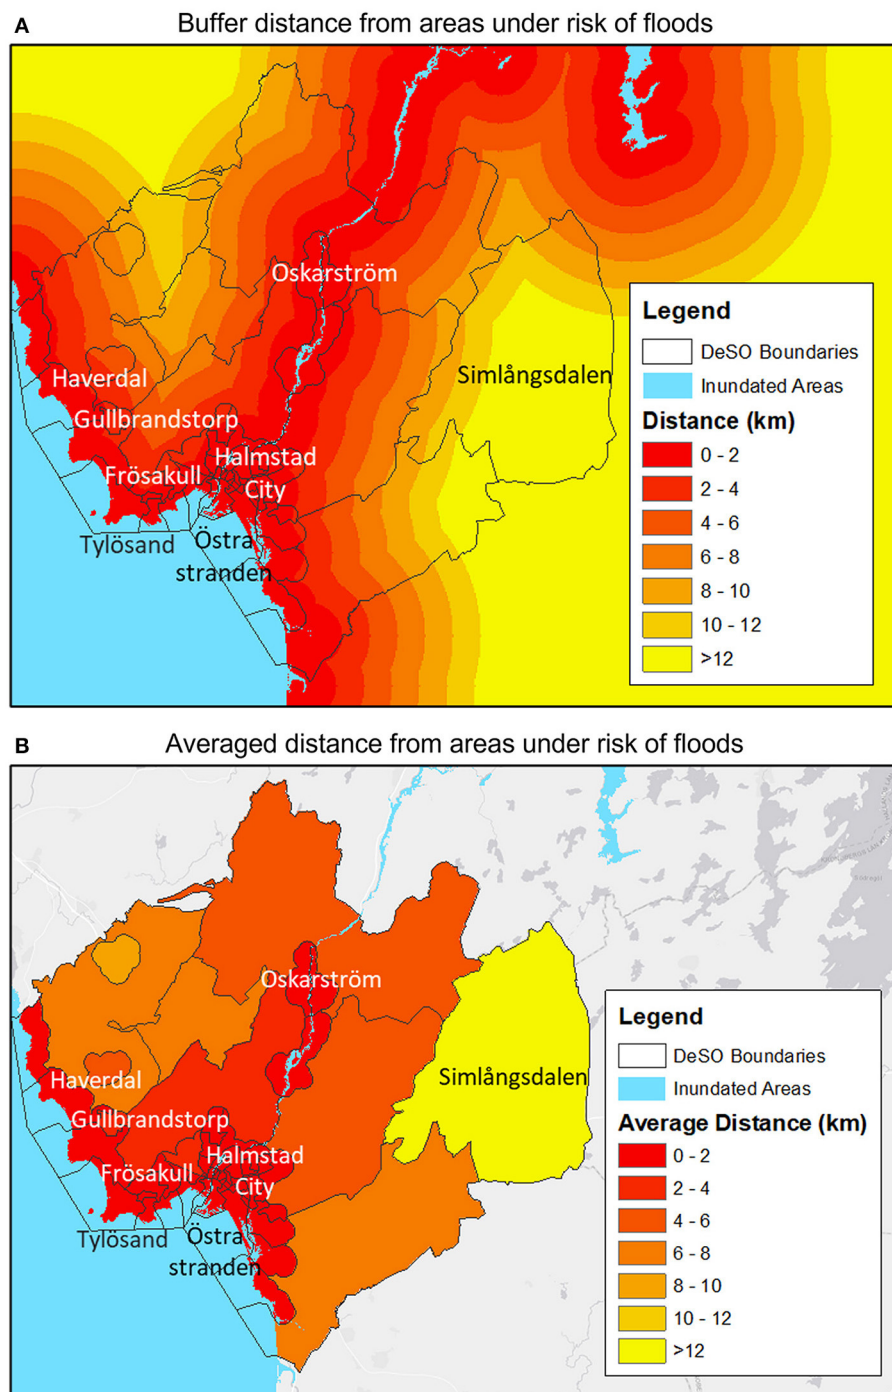 A
Buffer distance from areas under risk of floods
Oskarström
Simlångsdalen
Haverdal
Gullbrandstorp
Halmstad
City
Frösakull
Tylösand
Östra
stranden
Legend
DeSO Boundaries
Inundated Areas
Distance (km)
0 - 2
2 - 4
4 - 6
6 - 8
8 - 10
10 - 12
>12
B
Averaged distance from areas under risk of floods
Oskarström
Simlångsdalen
Haverdal
Gullbrandstorp
Halmstad
City
Frösakull
Tylösand
Östra
stranden
Legend
DeSO Boundaries
Inundated Areas
Average Distance (km)
0 - 2
2 - 4
4 - 6
6 - 8
8 - 10
10 - 12
>12